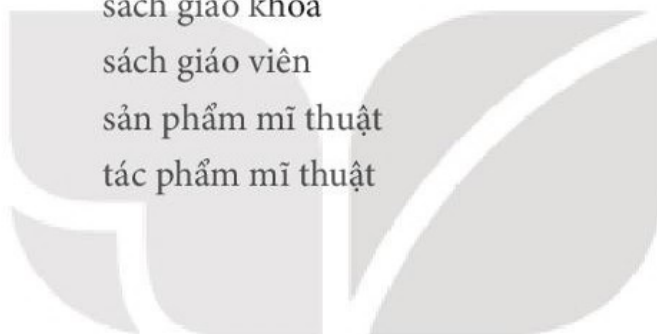 sách giáo khoa
sách giáo viên
sản phẩm mĩ thuật
tác phẩm mĩ thuật